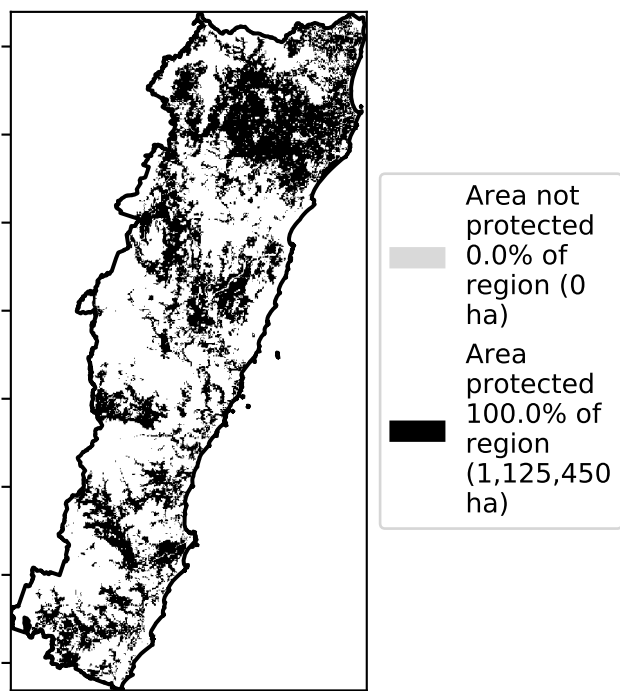 Area not
protected
0.0% of
region (0
ha)
Area
protected
100.0% of
region
(1,125,450
ha)